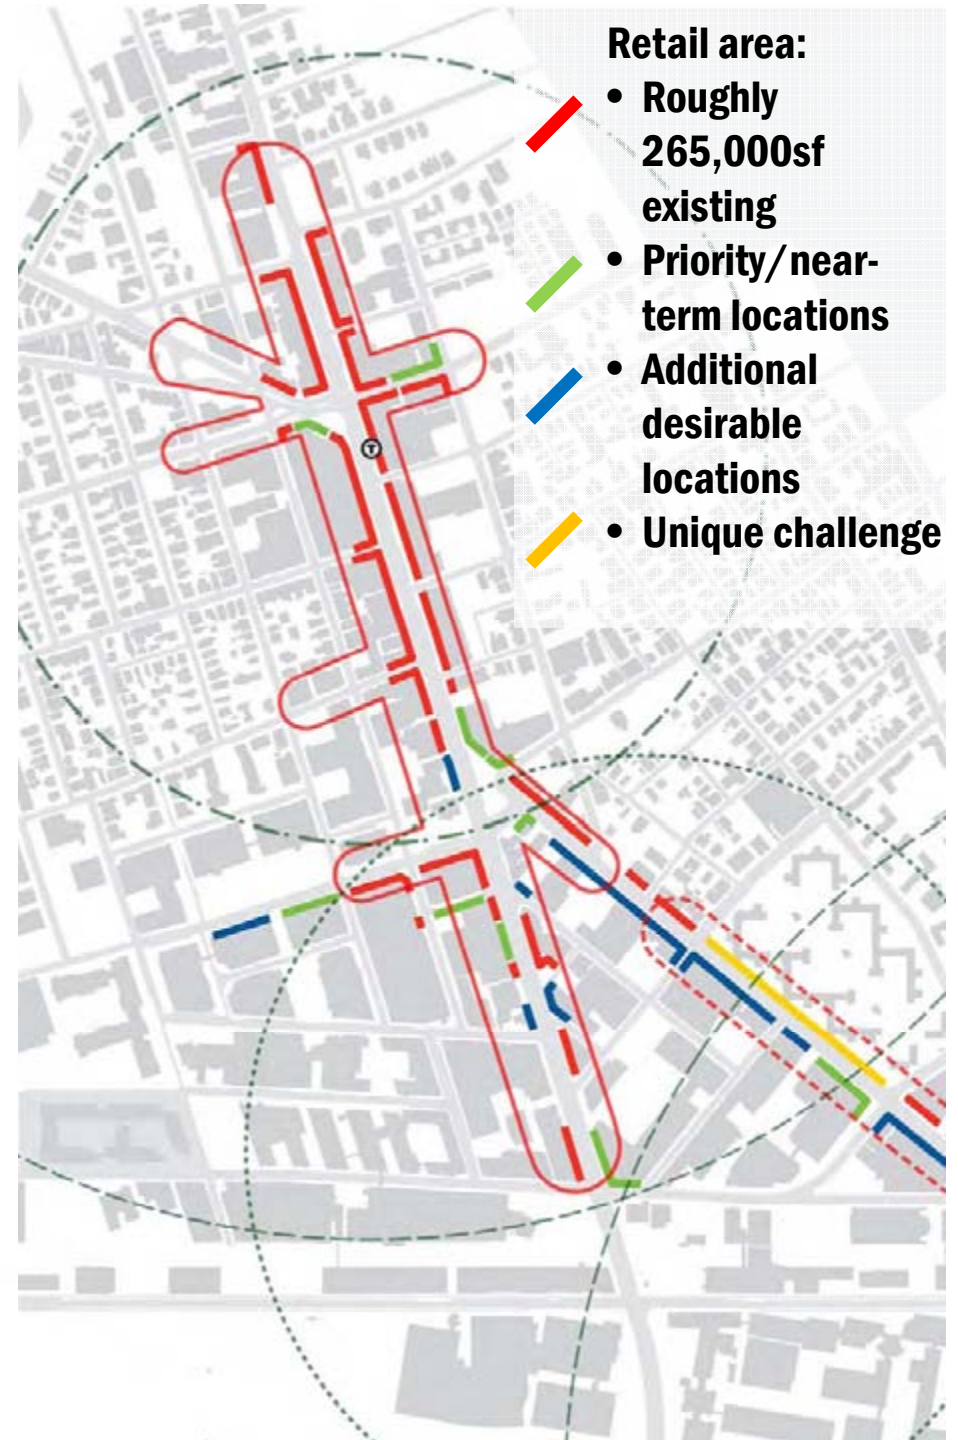 Retail area:
• Roughly
265,000sf
existing
• Priority/near-
term locations
• Additional
desirable
locations
• Unique challenge
T